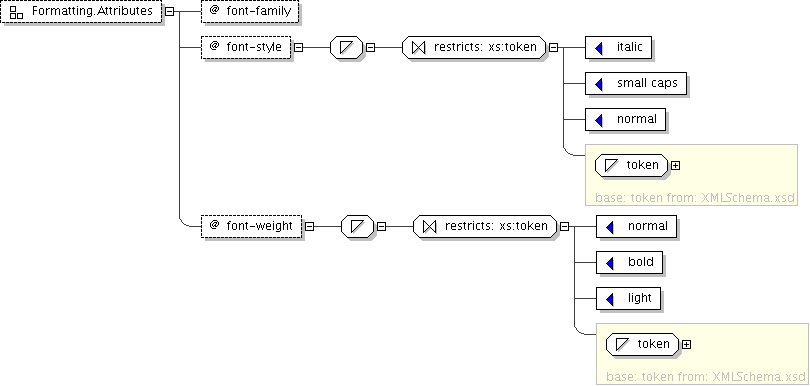 Formatting.Attributes
@ font-family
@ font-style
restricts: xs:token
italic
small caps
normal
token
base: token from: XMLSchema.xsd
@ font-weight
restricts: xs:token
normal
bold
light
token
base: token from: XMLSchema.xsd